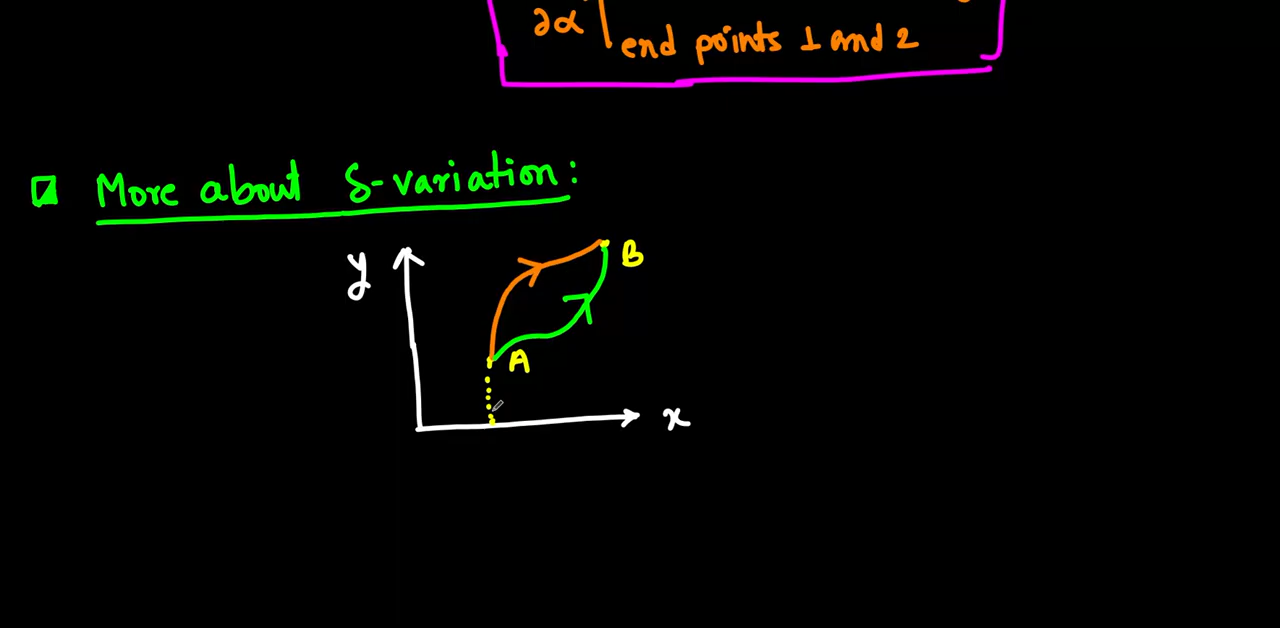 ∂α
end points 1 and 2
More about δ-variation:
y
B
A
x